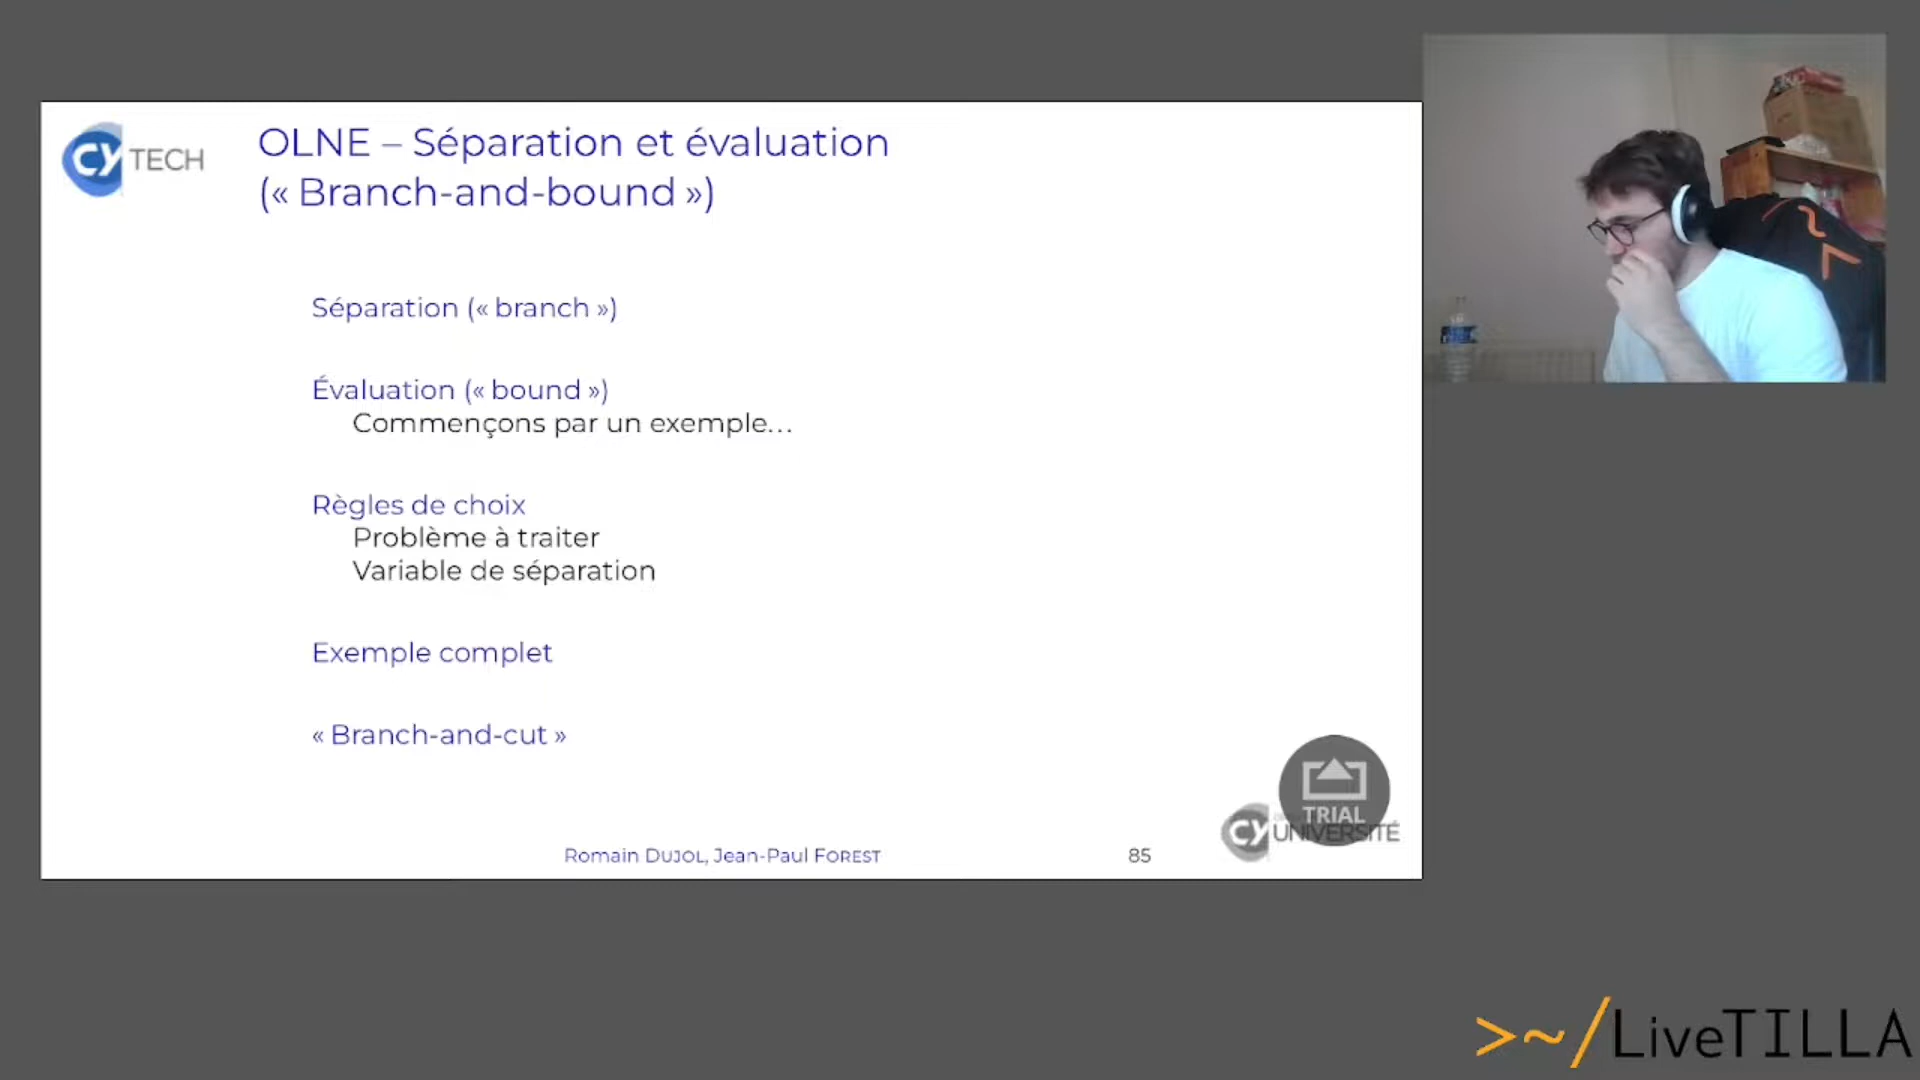 CY TECH
OLNE – Séparation et évaluation
(« Branch-and-bound »)
Séparation (« branch »)
Évaluation (« bound »)
Commençons par un exemple…
Règles de choix
Problème à traiter
Variable de séparation
Exemple complet
« Branch-and-cut »
TRIAL
CY UNIVERSITÉ
Romain DUJOL, Jean-Paul FOREST
85
>~/LiveTILLA